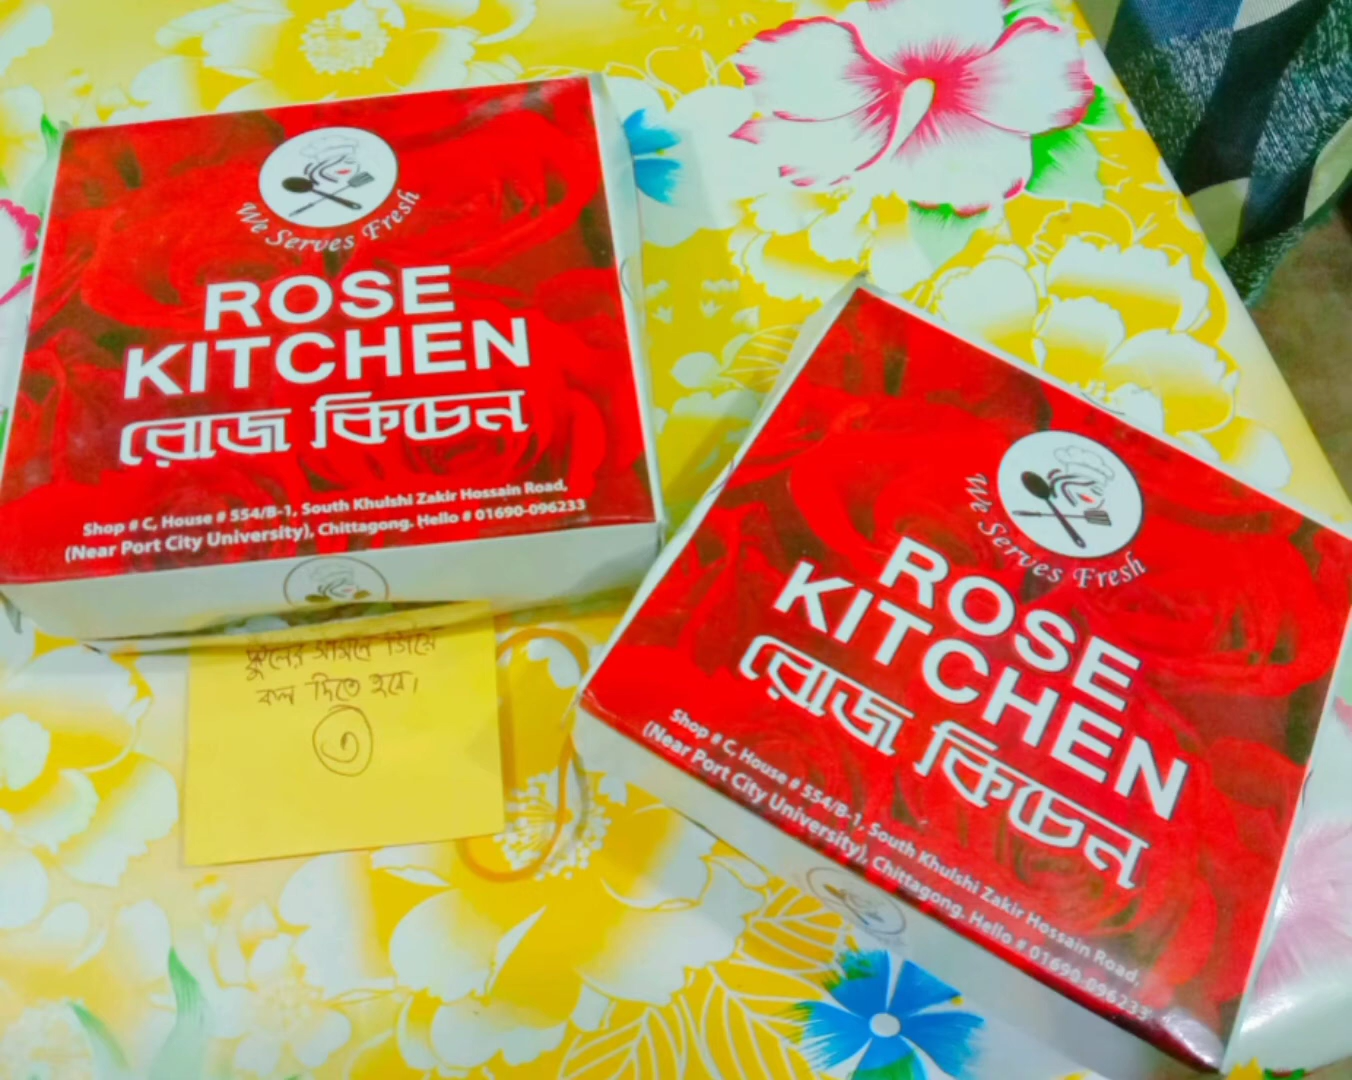 We Serves Fresh
ROSE
KITCHEN
রোজ কিচেন
Shop # C, House # 554/B-1, South Khulshi Zakir Hossain Road,
(Near Port City University), Chittagong. Hello # 01690-096233
স্কুলের সামনে গিয়ে
কল দিতে হবে।
৩
We Serves Fresh
ROSE
KITCHEN
রোজ কিচেন
Shop # C, House # 554/B-1, South Khulshi Zakir Hossain Road,
(Near Port City University), Chittagong. Hello # 01690-096233